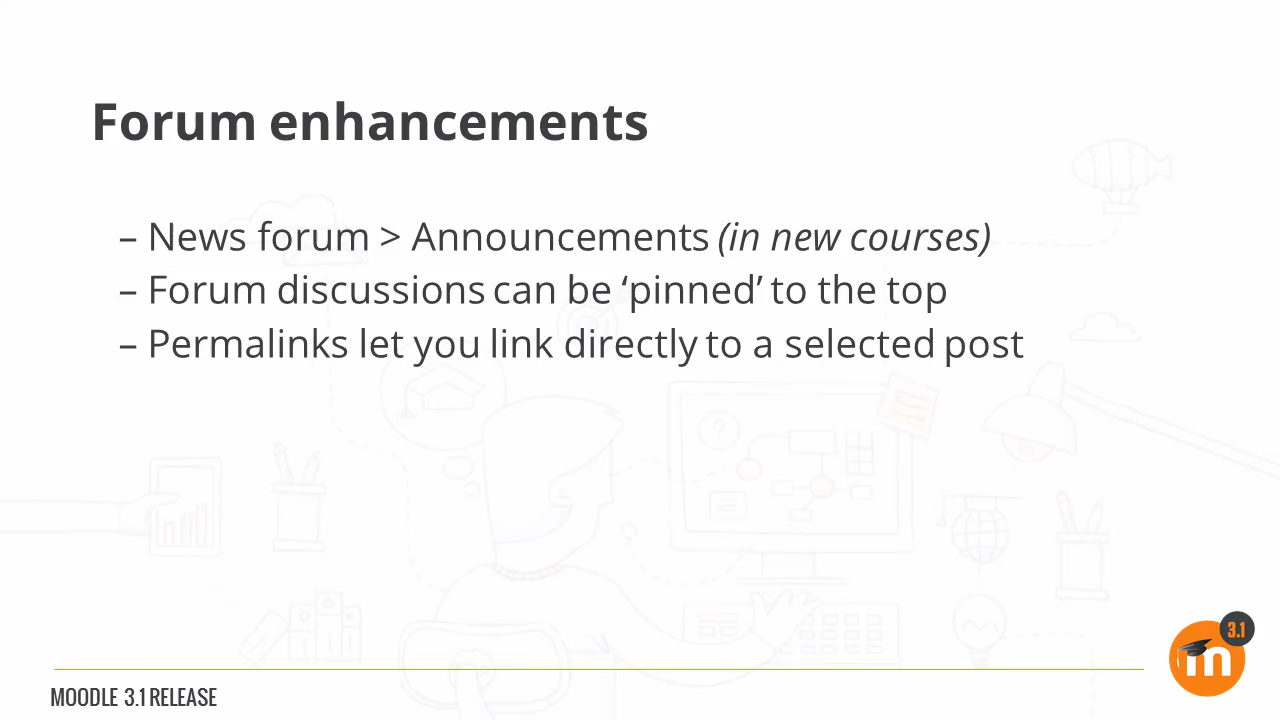 Forum enhancements
– News forum > Announcements (in new courses)
– Forum discussions can be ‘pinned’ to the top
– Permalinks let you link directly to a selected post
3.1
m
MOODLE 3.1 RELEASE